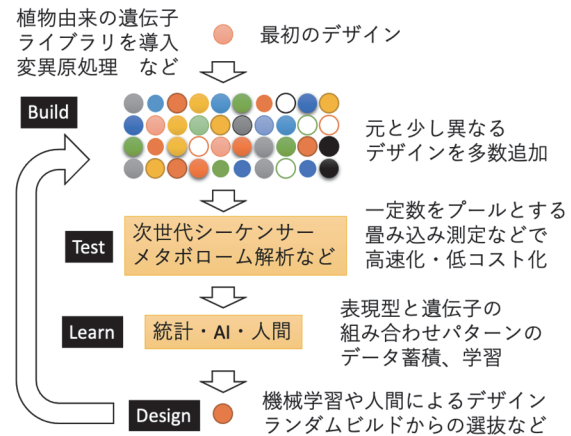 植物由来の遺伝子
ライブラリを導入
変異原処理　など
最初のデザイン
Build
元と少し異なる
デザインを多数追加
Test
次世代シーケンサー
メタボローム解析など
一定数をプールとする
畳み込み測定などで
高速化・低コスト化
Learn
統計・AI・人間
表現型と遺伝子の
組み合わせパターンの
データ蓄積、学習
Design
機械学習や人間によるデザイン
ランダムビルドからの選抜など